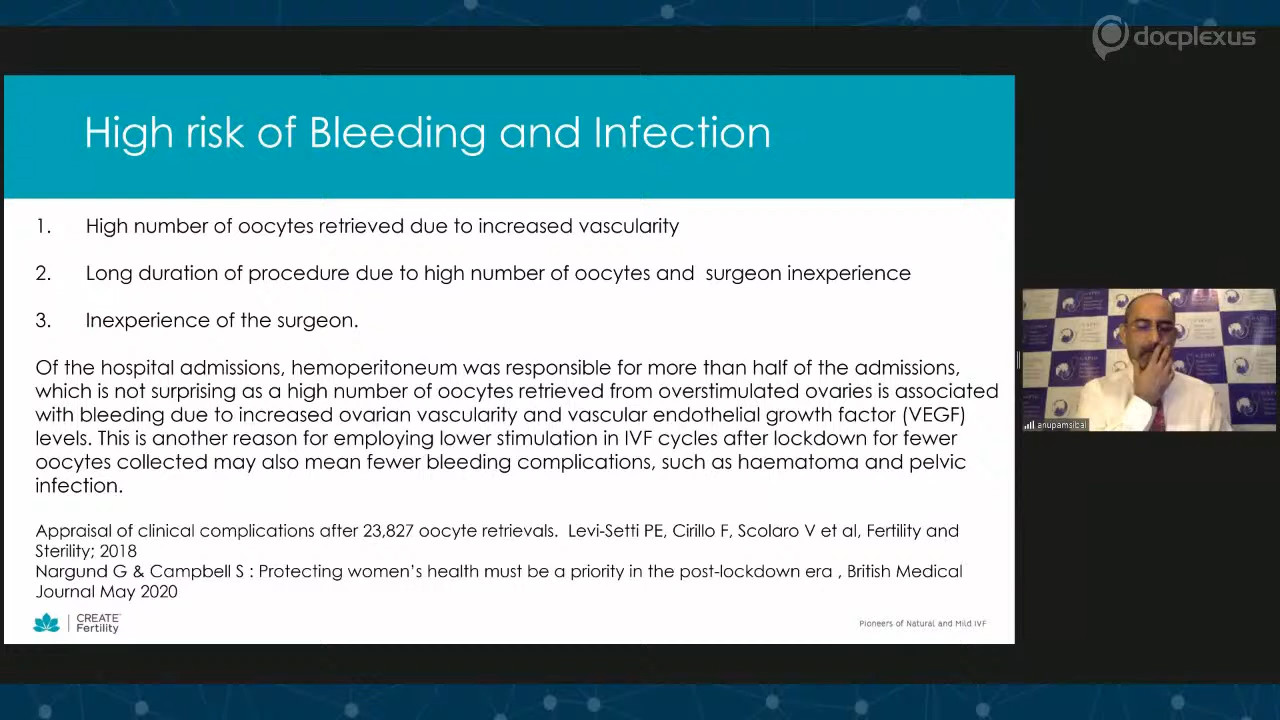 docplexus
High risk of Bleeding and Infection
1. High number of oocytes retrieved due to increased vascularity
2. Long duration of procedure due to high number of oocytes and surgeon inexperience
3. Inexperience of the surgeon.
Of the hospital admissions, hemoperitoneum was responsible for more than half of the admissions,
which is not surprising as a high number of oocytes retrieved from overstimulated ovaries is associated
with bleeding due to increased ovarian vascularity and vascular endothelial growth factor (VEGF)
levels. This is another reason for employing lower stimulation in IVF cycles after lockdown for fewer
oocytes collected may also mean fewer bleeding complications, such as haematoma and pelvic
infection.
Appraisal of clinical complications after 23,827 oocyte retrievals. Levi-Setti PE, Cirillo F, Scolaro V et al, Fertility and
Sterility; 2018
Nargund G & Campbell S : Protecting women's health must be a priority in the post-lockdown era , British Medical
Journal May 2020
CREATE
Fertility
Pioneers of Natural and Mild IVF
anupamsibal